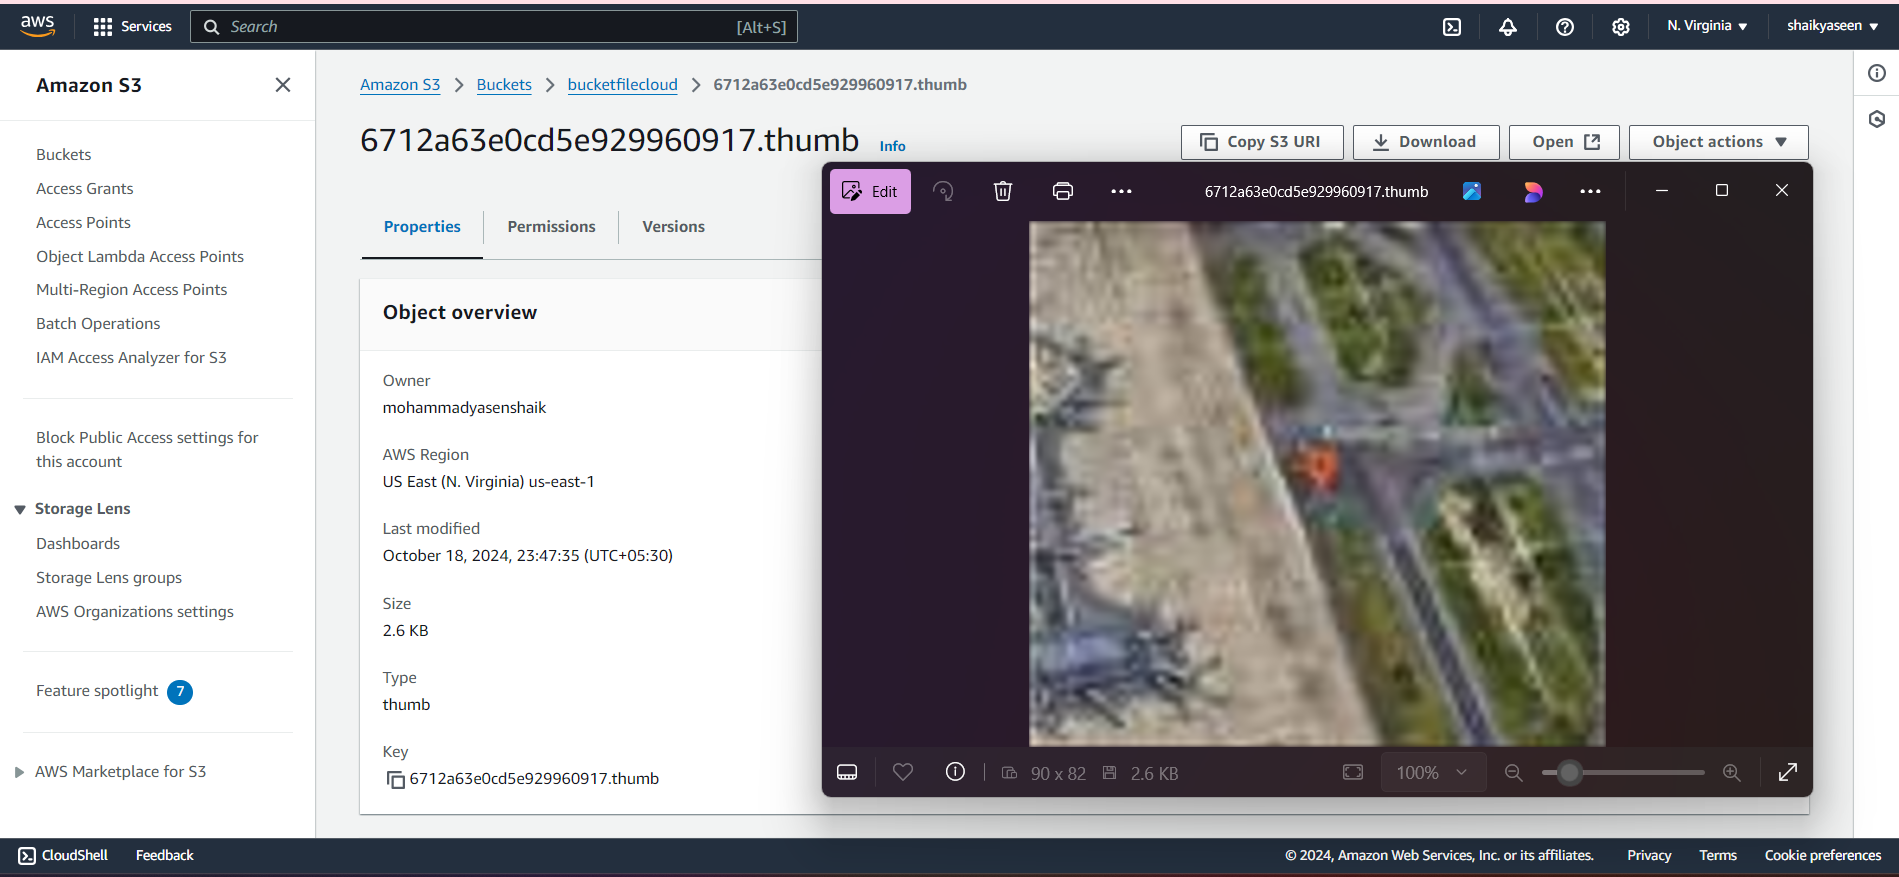 aws
Services
Search
[Alt+S]
N. Virginia
shaikyaseen
Amazon S3
Buckets
Access Grants
Access Points
Object Lambda Access Points
Multi-Region Access Points
Batch Operations
IAM Access Analyzer for S3
Block Public Access settings for
this account
Storage Lens
Dashboards
Storage Lens groups
AWS Organizations settings
Feature spotlight 7
AWS Marketplace for S3
Amazon S3 > Buckets > bucketfilecloud > 6712a63e0cd5e929960917.thumb
6712a63e0cd5e929960917.thumb Info
Copy S3 URI
Download
Open
Object actions
Properties
Permissions
Versions
Object overview
Owner
mohammadyasenshaik
AWS Region
US East (N. Virginia) us-east-1
Last modified
October 18, 2024, 23:47:35 (UTC+05:30)
Size
2.6 KB
Type
thumb
Key
6712a63e0cd5e929960917.thumb
Edit
6712a63e0cd5e929960917.thumb
90 x 82
2.6 KB
100%
CloudShell
Feedback
© 2024, Amazon Web Services, Inc. or its affiliates.
Privacy
Terms
Cookie preferences